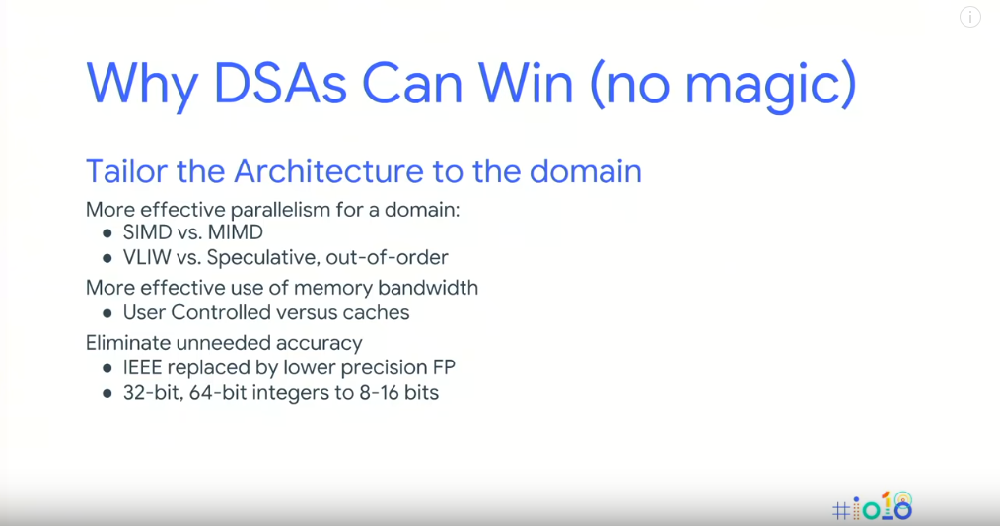 Why DSAs Can Win (no magic)
Tailor the Architecture to the domain
More effective parallelism for a domain:
● SIMD vs. MIMD
● VLIW vs. Speculative, out-of-order
More effective use of memory bandwidth
● User Controlled versus caches
Eliminate unneeded accuracy
● IEEE replaced by lower precision FP
● 32-bit, 64-bit integers to 8-16 bits
#io18